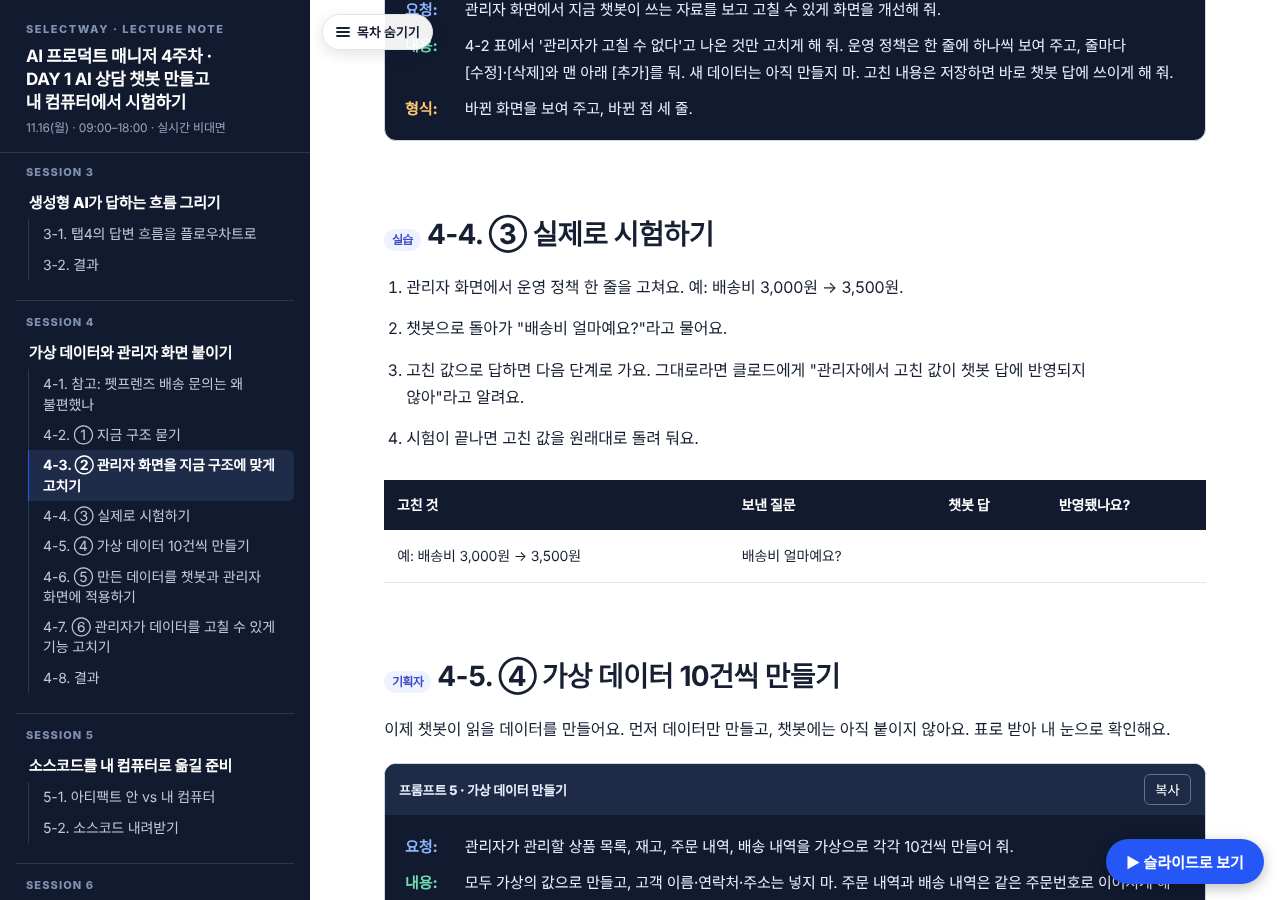 SELECTWAY · LECTURE NOTE
AI 프로덕트 매니저 4주차 ·
DAY 1 AI 상담 챗봇 만들고
내 컴퓨터에서 시험하기
11.16(월) · 09:00–18:00 · 실시간 비대면
SESSION 3
생성형 AI가 답하는 흐름 그리기
3-1. 탭4의 답변 흐름을 플로우차트로
3-2. 결과
SESSION 4
가상 데이터와 관리자 화면 붙이기
4-1. 참고: 펫프렌즈 배송 문의는 왜
불편했나
4-2. ① 지금 구조 묻기
4-3. ② 관리자 화면을 지금 구조에 맞게
고치기
4-4. ③ 실제로 시험하기
4-5. ④ 가상 데이터 10건씩 만들기
4-6. ⑤ 만든 데이터를 챗봇과 관리자
화면에 적용하기
4-7. ⑥ 관리자가 데이터를 고칠 수 있게
기능 고치기
4-8. 결과
SESSION 5
소스코드를 내 컴퓨터로 옮길 준비
5-1. 아티팩트 안 vs 내 컴퓨터
5-2. 소스코드 내려받기
SESSION 6
목차 숨기기
요청: 관리자 화면에서 지금 챗봇이 쓰는 자료를 보고 고칠 수 있게 화면을 개선해 줘.
내용: 4-2 표에서 '관리자가 고칠 수 없다'고 나온 것만 고치게 해 줘. 운영 정책은 한 줄에 하나씩 보여 주고, 줄마다
[수정]·[삭제]와 맨 아래 [추가]를 둬. 새 데이터는 아직 만들지 마. 고친 내용은 저장하면 바로 챗봇 답에 쓰이게 해 줘.
형식: 바뀐 화면을 보여 주고, 바뀐 점 세 줄.
실습 4-4. ③ 실제로 시험하기
1. 관리자 화면에서 운영 정책 한 줄을 고쳐요. 예: 배송비 3,000원 → 3,500원.
2. 챗봇으로 돌아가 "배송비 얼마예요?"라고 물어요.
3. 고친 값으로 답하면 다음 단계로 가요. 그대로라면 클로드에게 "관리자에서 고친 값이 챗봇 답에 반영되지
않아"라고 알려요.
4. 시험이 끝나면 고친 값을 원래대로 돌려 둬요.
고친 것 보낸 질문 챗봇 답 반영됐나요?
예: 배송비 3,000원 → 3,500원 배송비 얼마예요?
기획자 4-5. ④ 가상 데이터 10건씩 만들기
이제 챗봇이 읽을 데이터를 만들어요. 먼저 데이터만 만들고, 챗봇에는 아직 붙이지 않아요. 표로 받아 내 눈으로 확인해요.
프롬프트 5 · 가상 데이터 만들기
복사
요청: 관리자가 관리할 상품 목록, 재고, 주문 내역, 배송 내역을 가상으로 각각 10건씩 만들어 줘.
내용: 모두 가상의 값으로 만들고, 고객 이름·연락처·주소는 넣지 마. 주문 내역과 배송 내역은 같은 주문번호로
▶ 슬라이드로 보기